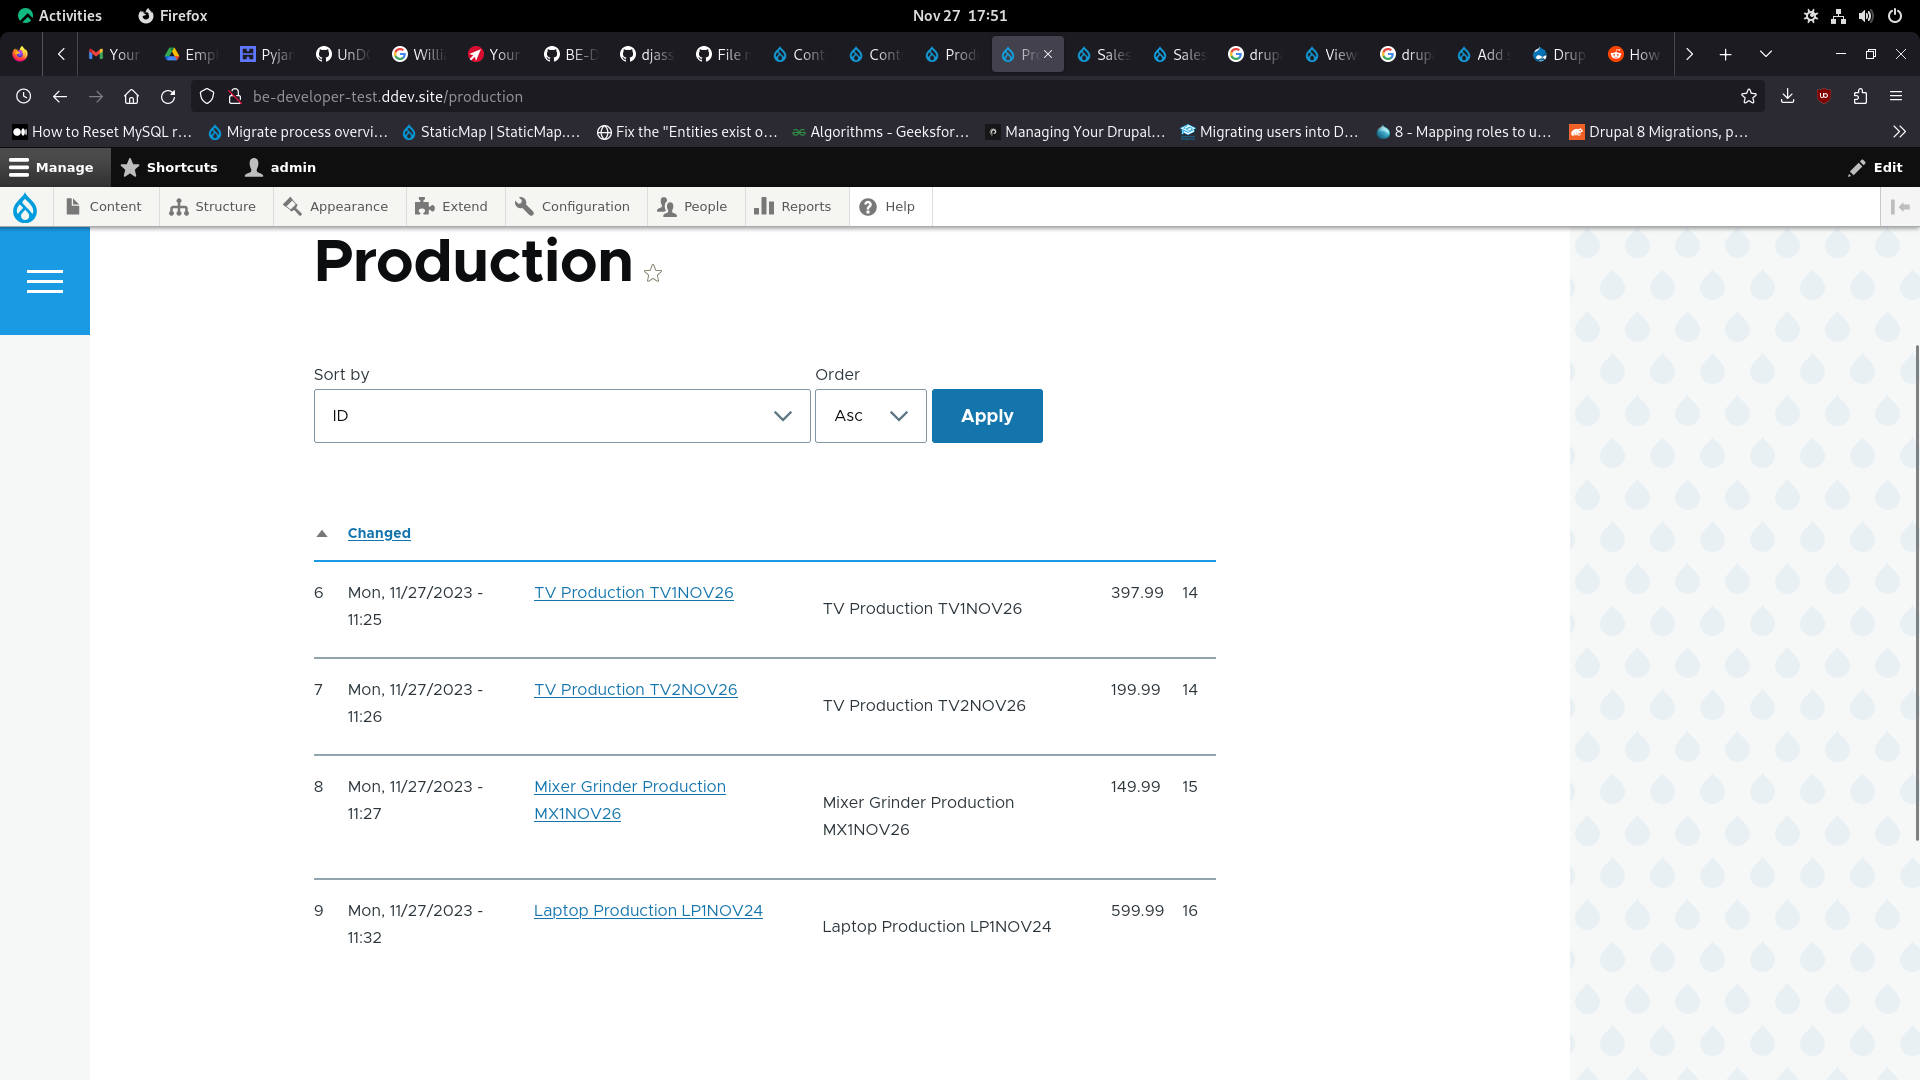 Activities Firefox Nov 27 17:51
Your Emp Pyjar UnD Willi Your BE-D djass File Cont Cont Prod Pr Sales Sales drup View drup Add Drup How
be-developer-test.ddev.site/production
How to Reset MySQL r… Migrate process overvi… StaticMap | StaticMap.… Fix the "Entities exist o… Algorithms - Geeksfor… Managing Your Drupal… Migrating users into D… 8 - Mapping roles to u… Drupal 8 Migrations, p…
Manage Shortcuts admin Edit
Content Structure Appearance Extend Configuration People Reports Help
Production
Sort by Order
ID Asc Apply
Changed
6 Mon, 11/27/2023 - 11:25 TV Production TV1NOV26 TV Production TV1NOV26 397.99 14
7 Mon, 11/27/2023 - 11:26 TV Production TV2NOV26 TV Production TV2NOV26 199.99 14
8 Mon, 11/27/2023 - 11:27 Mixer Grinder Production MX1NOV26 Mixer Grinder Production MX1NOV26 149.99 15
9 Mon, 11/27/2023 - 11:32 Laptop Production LP1NOV24 Laptop Production LP1NOV24 599.99 16